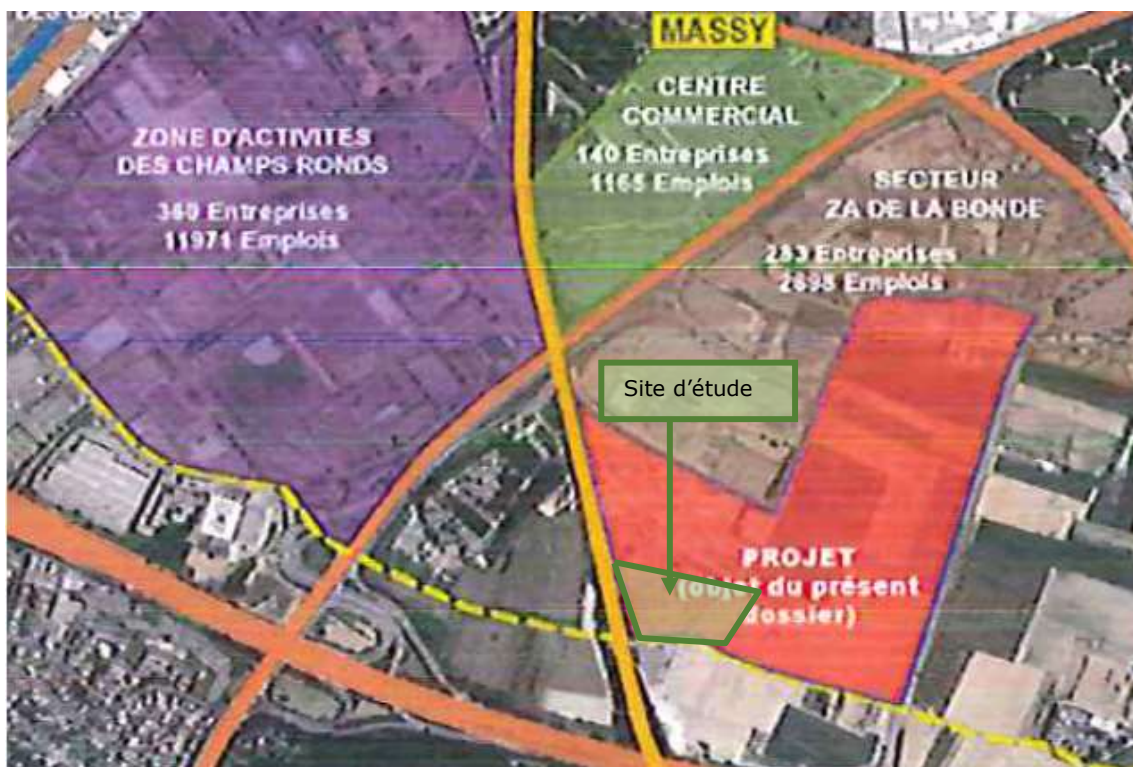 MASSY
CENTRE
COMMERCIAL
140 Entreprises
1165 Emplois
ZONE D'ACTIVITES
DES CHAMPS RONDS
360 Entreprises
11971 Emplois
SECTEUR
ZA DE LA BONDE
283 Entreprises
2898 Emplois
Site d'étude
PROJET
(objet du présent
dossier)